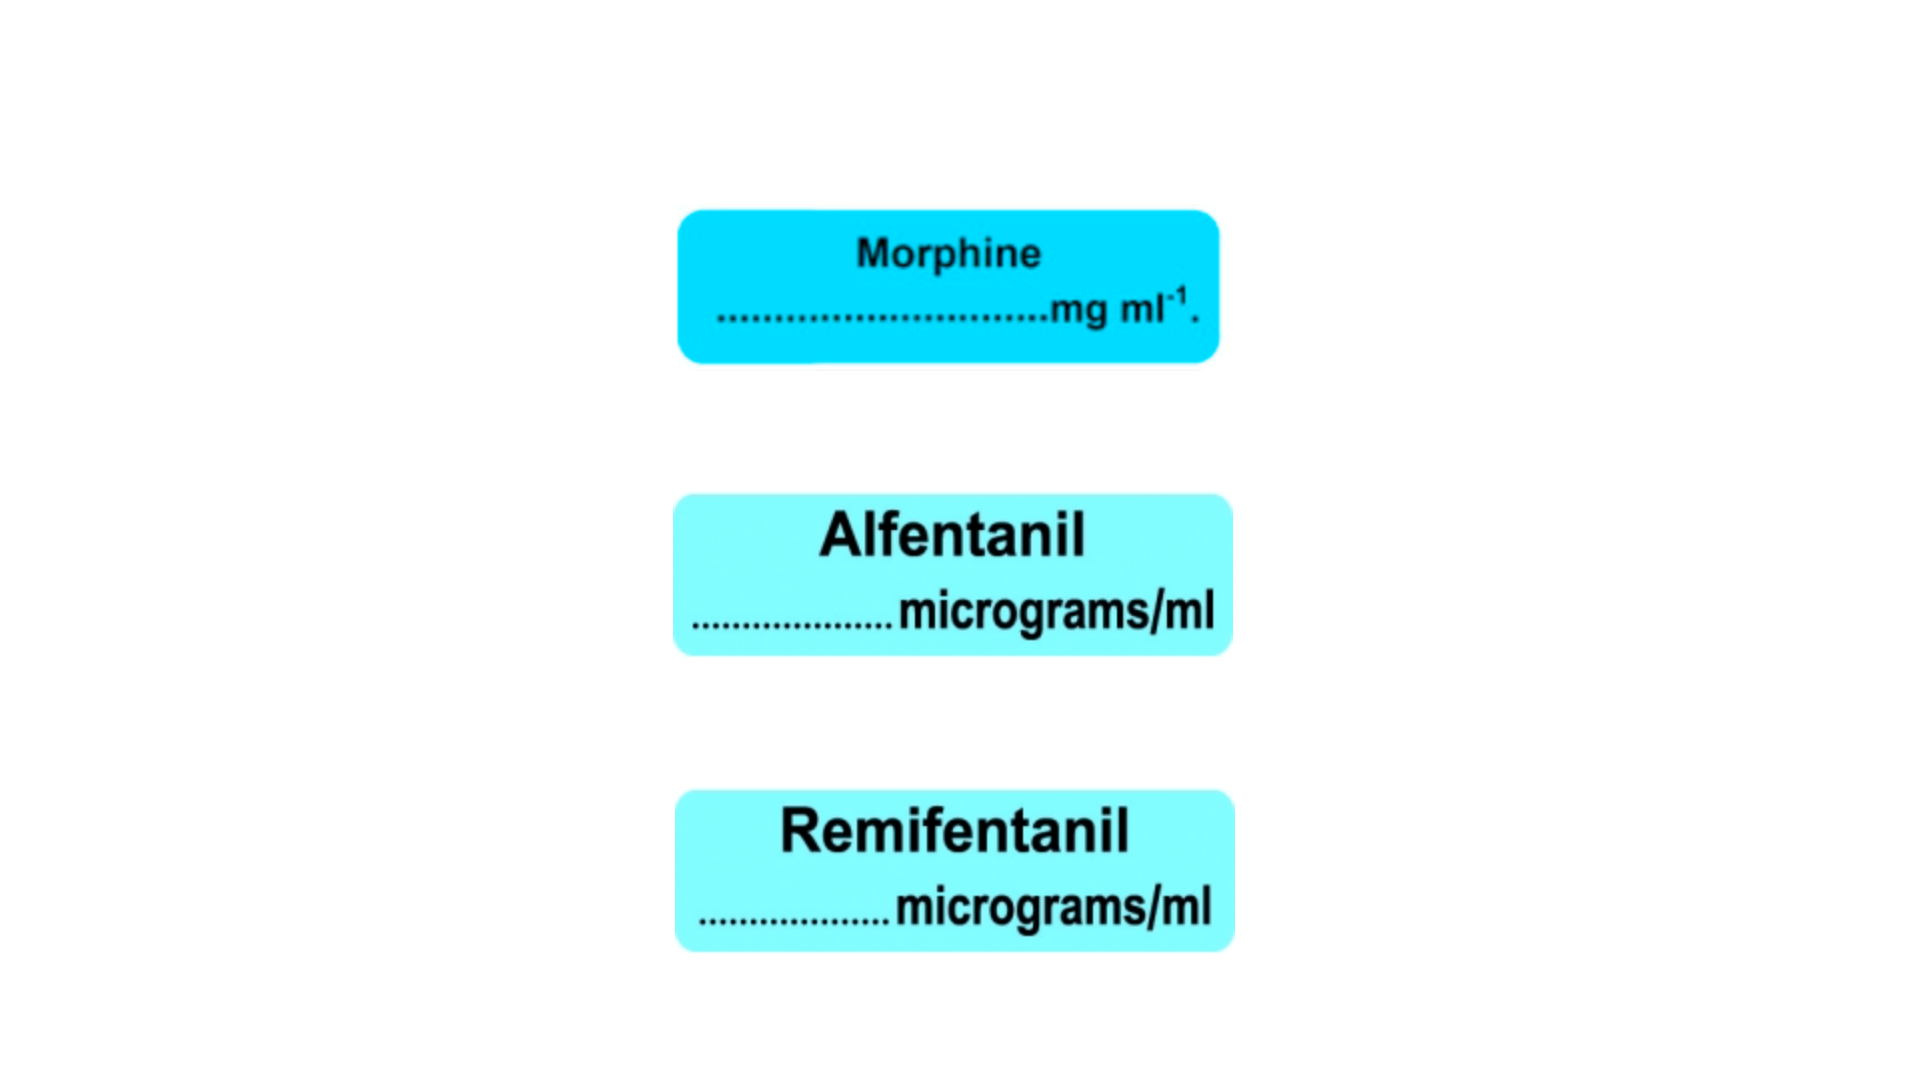 Morphine
.............................mg ml⁻¹.
Alfentanil
....................micrograms/ml
Remifentanil
...................micrograms/ml